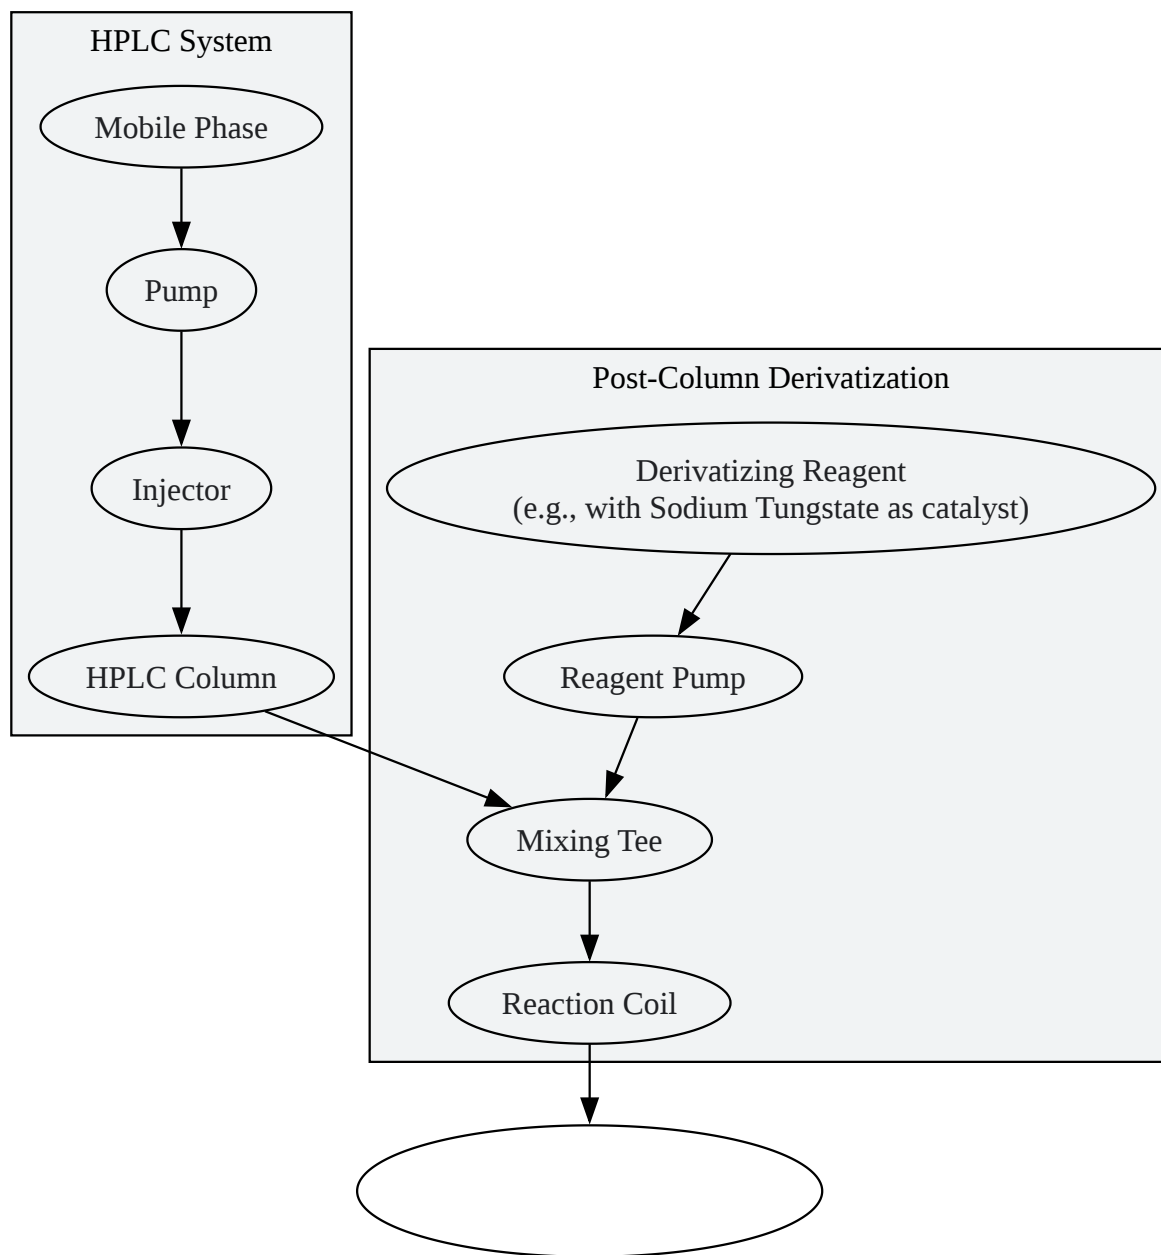 HPLC System
Mobile Phase
Pump
Injector
HPLC Column
Post-Column Derivatization
Derivatizing Reagent
(e.g., with Sodium Tungstate as catalyst)
Reagent Pump
Mixing Tee
Reaction Coil